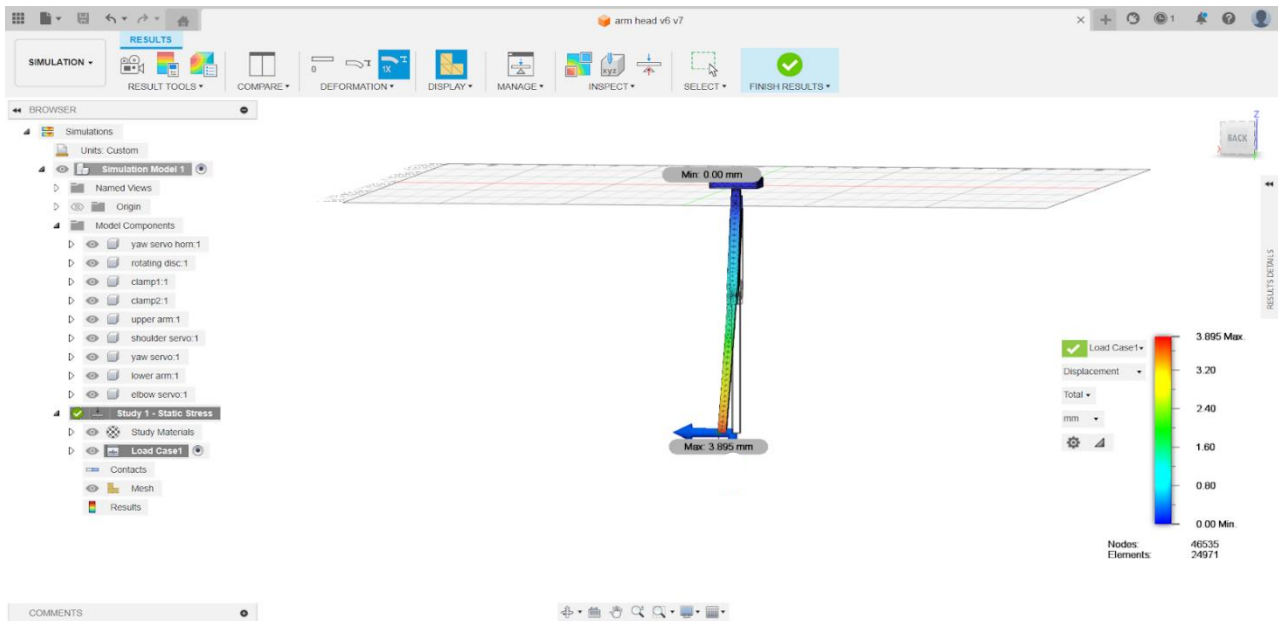 arm head v6 v7
1
RESULTS
SIMULATION
0
1X
xyz
RESULT TOOLS
COMPARE
DEFORMATION
DISPLAY
MANAGE
INSPECT
SELECT
FINISH RESULTS
BROWSER
Simulations
Units: Custom
Simulation Model 1
Named Views
Origin
Model Components
yaw servo horn:1
rotating disc:1
clamp1:1
clamp2:1
upper arm:1
shoulder servo:1
yaw servo:1
lower arm:1
elbow servo:1
Study 1 - Static Stress
Study Materials
Load Case1
Contacts
Mesh
Results
Z
BACK
Min: 0.00 mm
Max: 3.895 mm
RESULTS DETAILS
Load Case1
Displacement
Total
mm
3.895 Max.
3.20
2.40
1.60
0.80
0.00 Min.
Nodes: 46535
Elements: 24971
COMMENTS